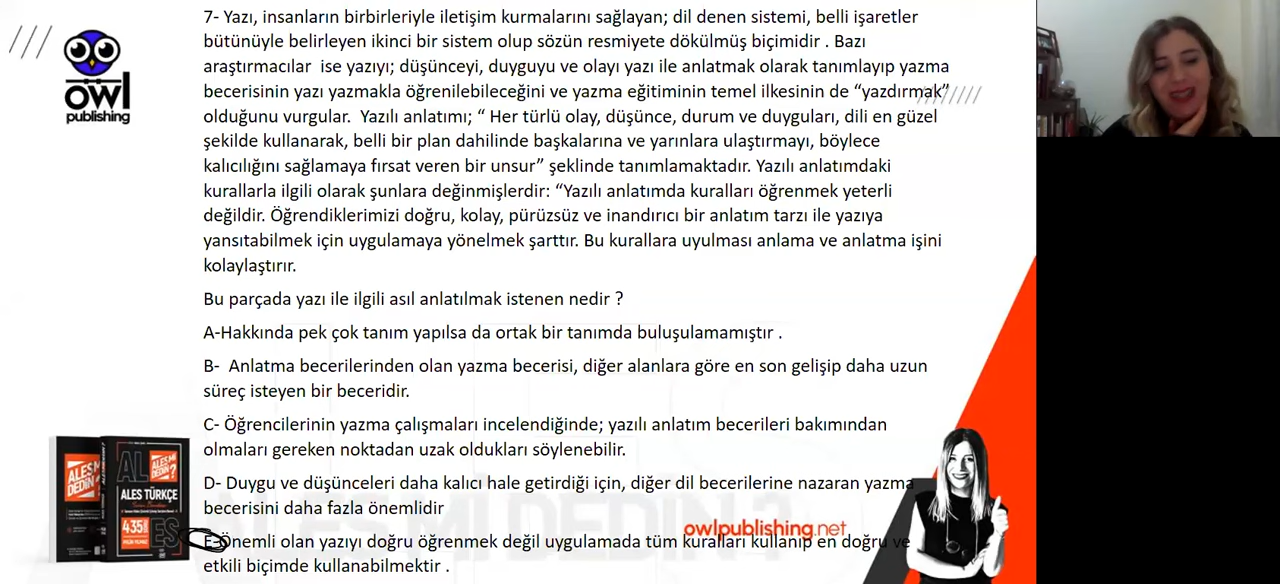 7- Yazı, insanların birbirleriyle iletişim kurmalarını sağlayan; dil denen sistemi, belli işaretler
bütünüyle belirleyen ikinci bir sistem olup sözün resmiyete dökülmüş biçimidir . Bazı
araştırmacılar ise yazıyı; düşünceyi, duyguyu ve olayı yazı ile anlatmak olarak tanımlayıp yazma
becerisinin yazı yazmakla öğrenilebileceğini ve yazma eğitiminin temel ilkesinin de “yazdırmak”
olduğunu vurgular. Yazılı anlatımı; “ Her türlü olay, düşünce, durum ve duyguları, dili en güzel
şekilde kullanarak, belli bir plan dahilinde başkalarına ve yarınlara ulaştırmayı, böylece
kalıcılığını sağlamaya fırsat veren bir unsur” şeklinde tanımlamaktadır. Yazılı anlatımdaki
kurallarla ilgili olarak şunlara değinmişlerdir: “Yazılı anlatımda kuralları öğrenmek yeterli
değildir. Öğrendiklerimizi doğru, kolay, pürüzsüz ve inandırıcı bir anlatım tarzı ile yazıya
yansıtabilmek için uygulamaya yönelmek şarttır. Bu kurallara uyulması anlama ve anlatma işini
kolaylaştırır.
Bu parçada yazı ile ilgili asıl anlatılmak istenen nedir ?
A-Hakkında pek çok tanım yapılsa da ortak bir tanımda buluşulamamıştır .
B- Anlatma becerilerinden olan yazma becerisi, diğer alanlara göre en son gelişip daha uzun
süreç isteyen bir beceridir.
C- Öğrencilerinin yazma çalışmaları incelendiğinde; yazılı anlatım becerileri bakımından
olmaları gereken noktadan uzak oldukları söylenebilir.
D- Duygu ve düşünceleri daha kalıcı hale getirdiği için, diğer dil becerilerine nazaran yazma
becerisini daha fazla önemlidir
E-Önemli olan yazıyı doğru öğrenmek değil uygulamada tüm kuralları kullanıp en doğru ve
etkili biçimde kullanabilmektir .
owl
publishing
owlpublishing.net
ALES Mİ
DEDİN?
ALES TÜRKÇE
435